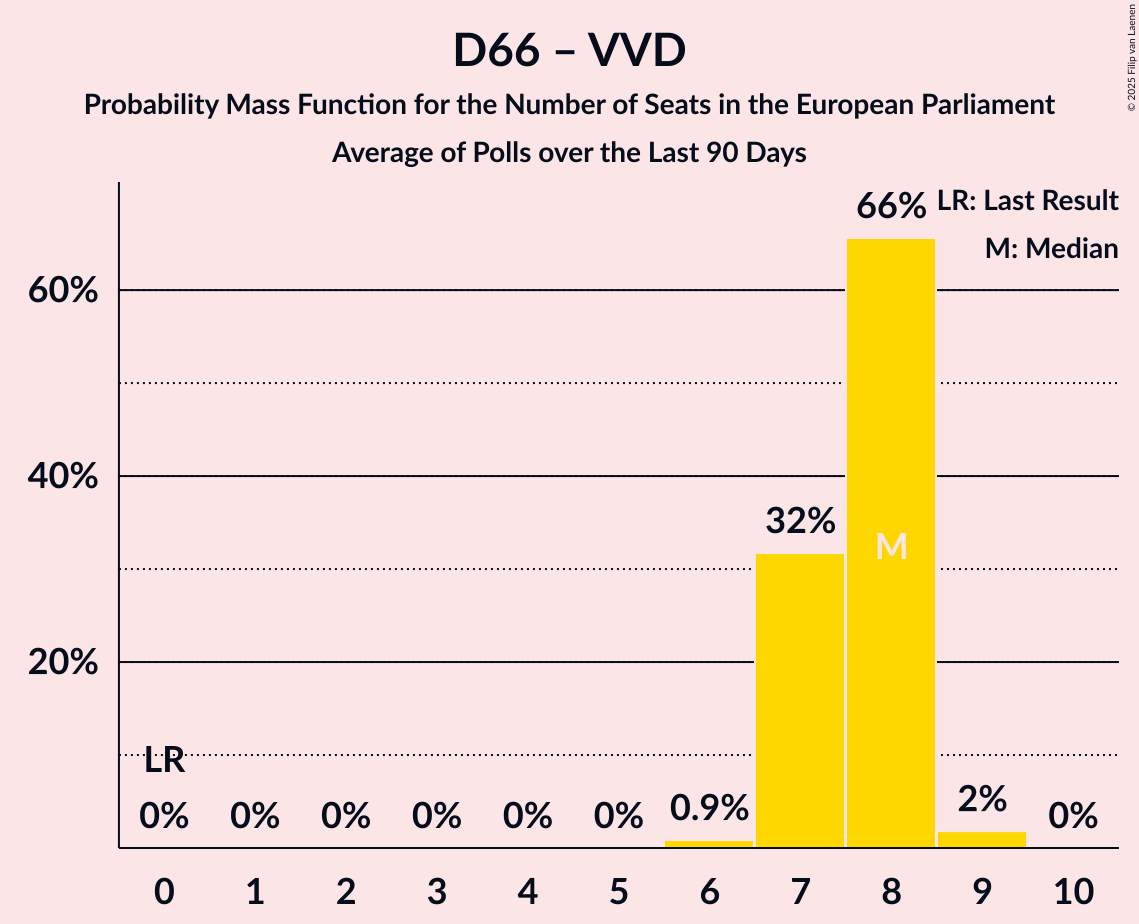 D66 – VVD
Probability Mass Function for the Number of Seats in the European Parliament
Average of Polls over the Last 90 Days
© 2025 Filip van Laenen
LR: Last Result
M: Median
66%
60%
40%
32%
M
20%
LR
0% 0% 0% 0% 0% 0% 0.9% 2% 0%
0 1 2 3 4 5 6 7 8 9 10